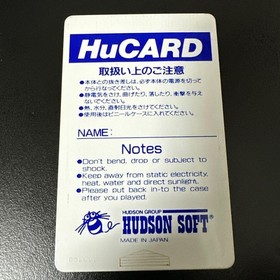 HuCARD
取扱い上のご注意
●本体との抜き差しは、必ず本体の電源を切って
から行なってください。
●静電気をさけ、曲げたり、濡したり、衝撃を与え
ないでください。
●熱、水分、直射日光をさけてください。
●使用後はビニールケースに入れてください。
NAME:
Notes
●Don't bend, drop or subject to
shock.
●Keep away from static electricity,
heat, water and direct sunlight.
●Please put back in-to the case
after you played.
HUDSON GROUP
HUDSON SOFT®
MADE IN JAPAN